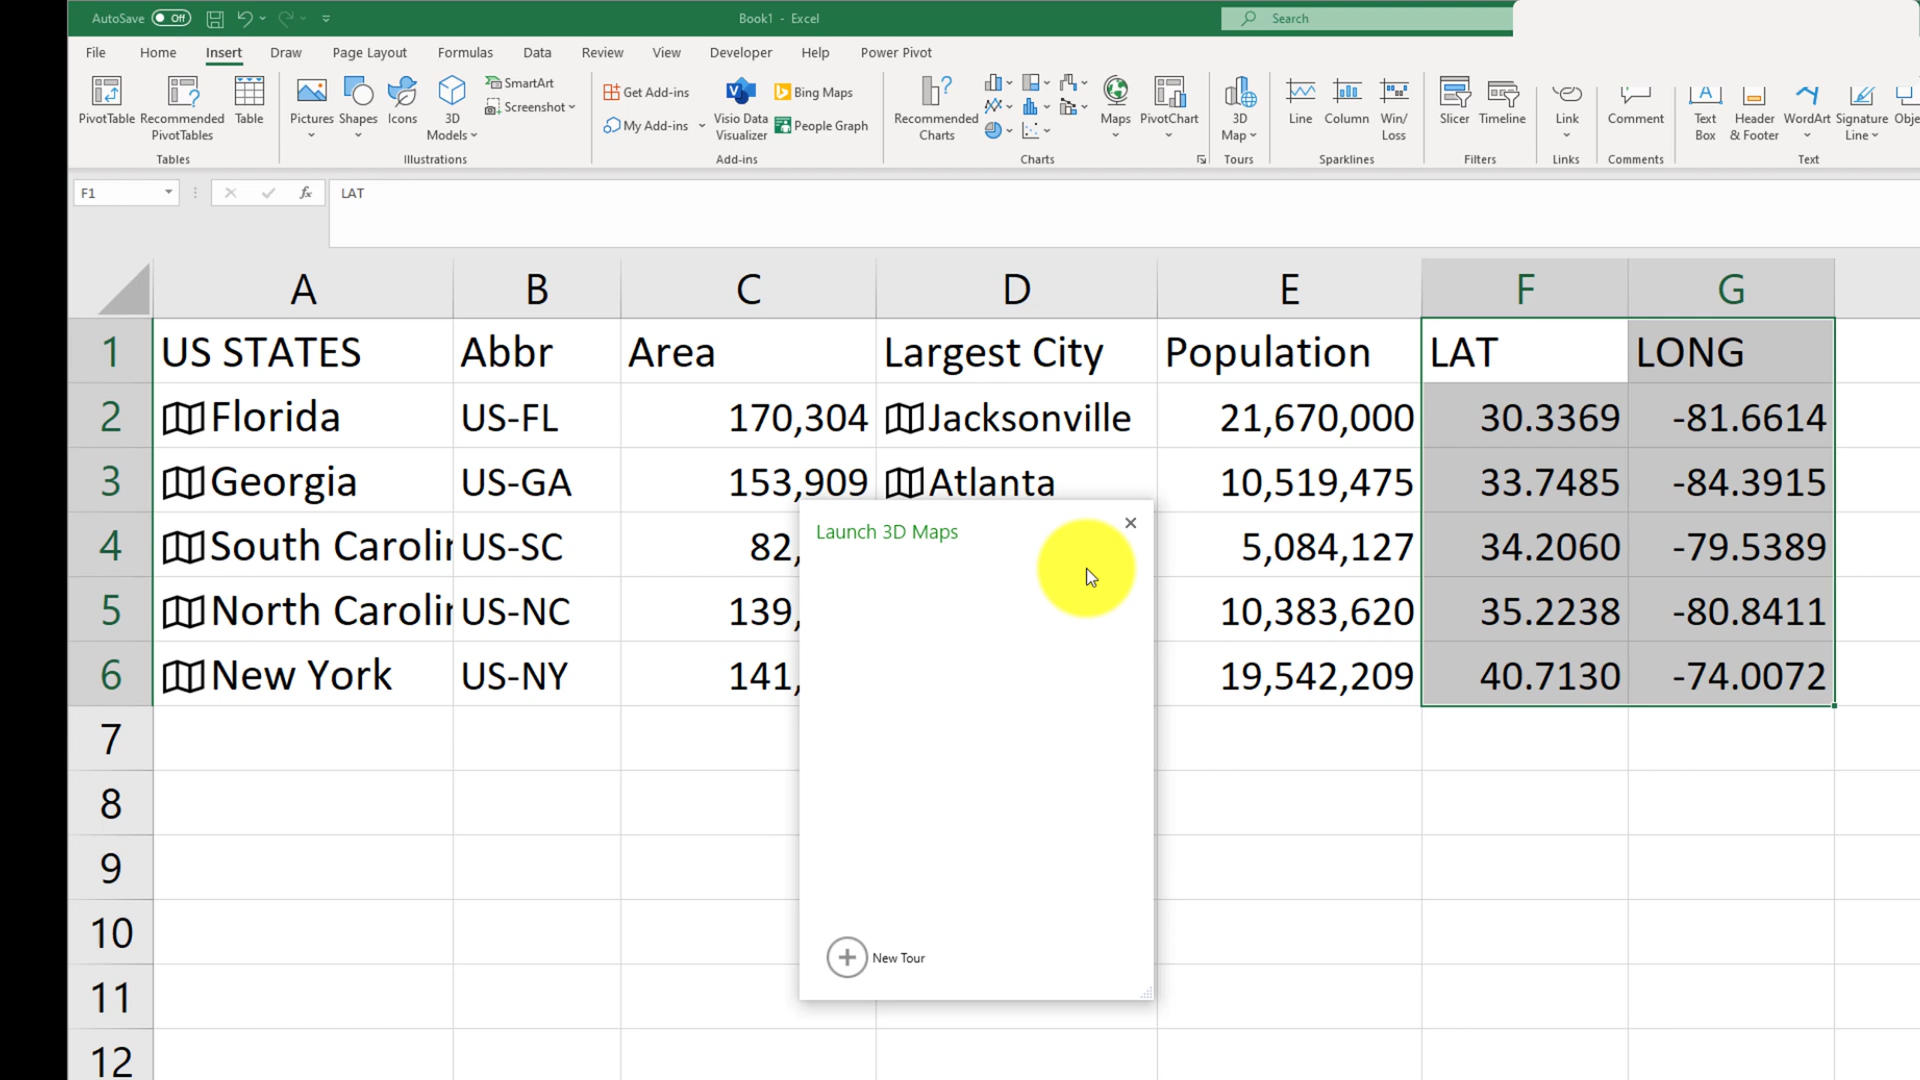 AutoSave Off Book1 - Excel Search
File Home Insert Draw Page Layout Formulas Data Review View Developer Help Power Pivot
PivotTable Recommended PivotTables Table
Tables
Pictures Shapes Icons 3D Models SmartArt Screenshot
Illustrations
Get Add-ins My Add-ins Visio Data Visualizer Bing Maps People Graph
Add-ins
Recommended Charts Maps PivotChart
Charts
3D Map
Tours
Line Column Win/Loss
Sparklines
Slicer Timeline
Filters
Link
Links
Comment
Comments
Text Box Header & Footer WordArt Signature Line Obje
Text
F1 fx LAT
A B C D E F G
1 US STATES Abbr Area Largest City Population LAT LONG
2 Florida US-FL 170,304 Jacksonville 21,670,000 30.3369 -81.6614
3 Georgia US-GA 153,909 Atlanta 10,519,475 33.7485 -84.3915
4 South Carolin US-SC 82, 5,084,127 34.2060 -79.5389
5 North Carolin US-NC 139, 10,383,620 35.2238 -80.8411
6 New York US-NY 141, 19,542,209 40.7130 -74.0072
7
8
9
10
11
12
Launch 3D Maps
New Tour